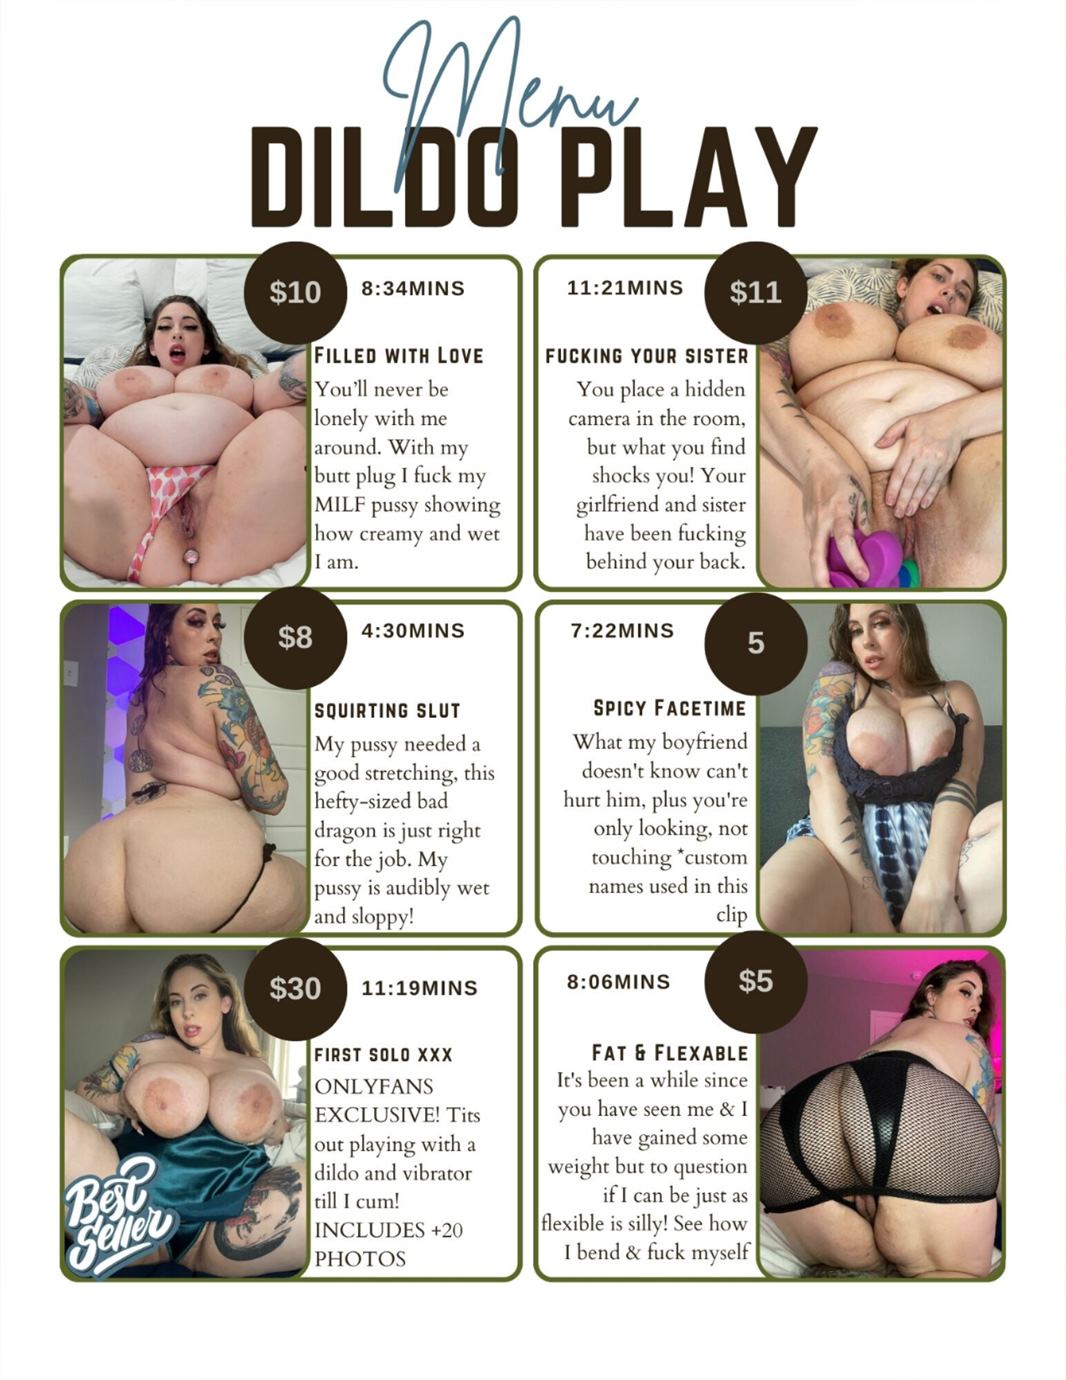 Menu
DILDO PLAY
$10
8:34MINS
FILLED WITH LOVE
You'll never be
lonely with me
around. With my
butt plug I fuck my
MILF pussy showing
how creamy and wet
I am.
11:21MINS
$11
FUCKING YOUR SISTER
You place a hidden
camera in the room,
but what you find
shocks you! Your
girlfriend and sister
have been fucking
behind your back.
$8
4:30MINS
SQUIRTING SLUT
My pussy needed a
good stretching, this
hefty-sized bad
dragon is just right
for the job. My
pussy is audibly wet
and sloppy!
7:22MINS
5
SPICY FACETIME
What my boyfriend
doesn't know can't
hurt him, plus you're
only looking, not
touching *custom
names used in this
clip
$30
11:19MINS
FIRST SOLO XXX
ONLYFANS
EXCLUSIVE! Tits
out playing with a
dildo and vibrator
till I cum!
INCLUDES +20
PHOTOS
Best
Seller
8:06MINS
$5
FAT & FLEXABLE
It's been a while since
you have seen me & I
have gained some
weight but to question
if I can be just as
flexible is silly! See how
I bend & fuck myself